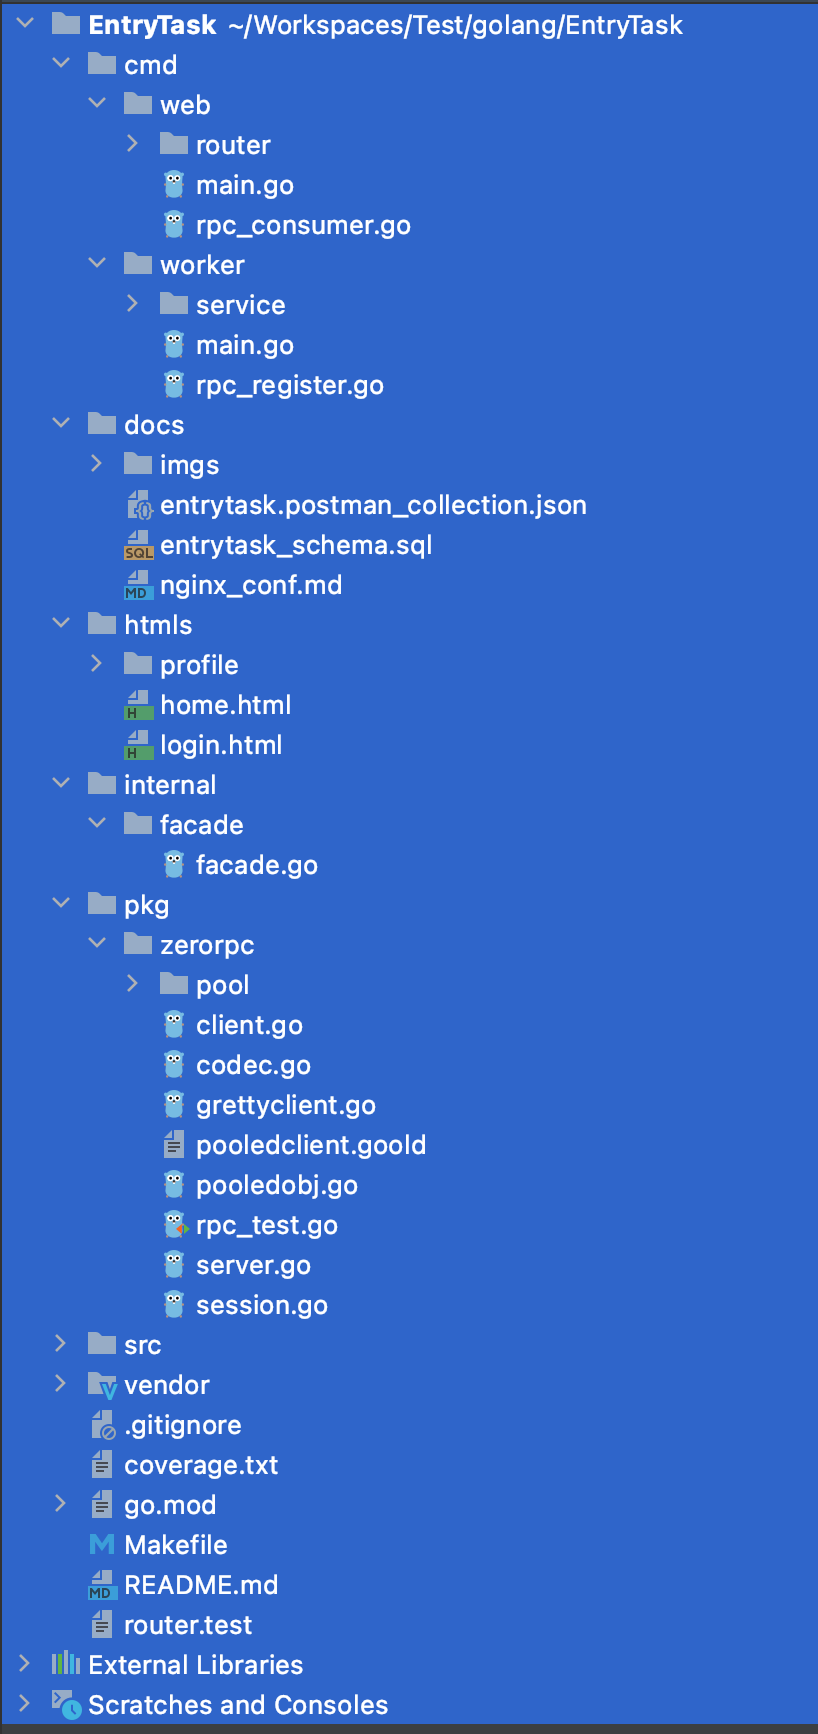 EntryTask ~/Workspaces/Test/golang/EntryTask
cmd
web
router
main.go
rpc_consumer.go
worker
service
main.go
rpc_register.go
docs
imgs
entrytask.postman_collection.json
entrytask_schema.sql
nginx_conf.md
htmls
profile
home.html
login.html
internal
facade
facade.go
pkg
zerorpc
pool
client.go
codec.go
grettyclient.go
pooledclient.goold
pooledobj.go
rpc_test.go
server.go
session.go
src
vendor
.gitignore
coverage.txt
go.mod
Makefile
README.md
router.test
External Libraries
Scratches and Consoles